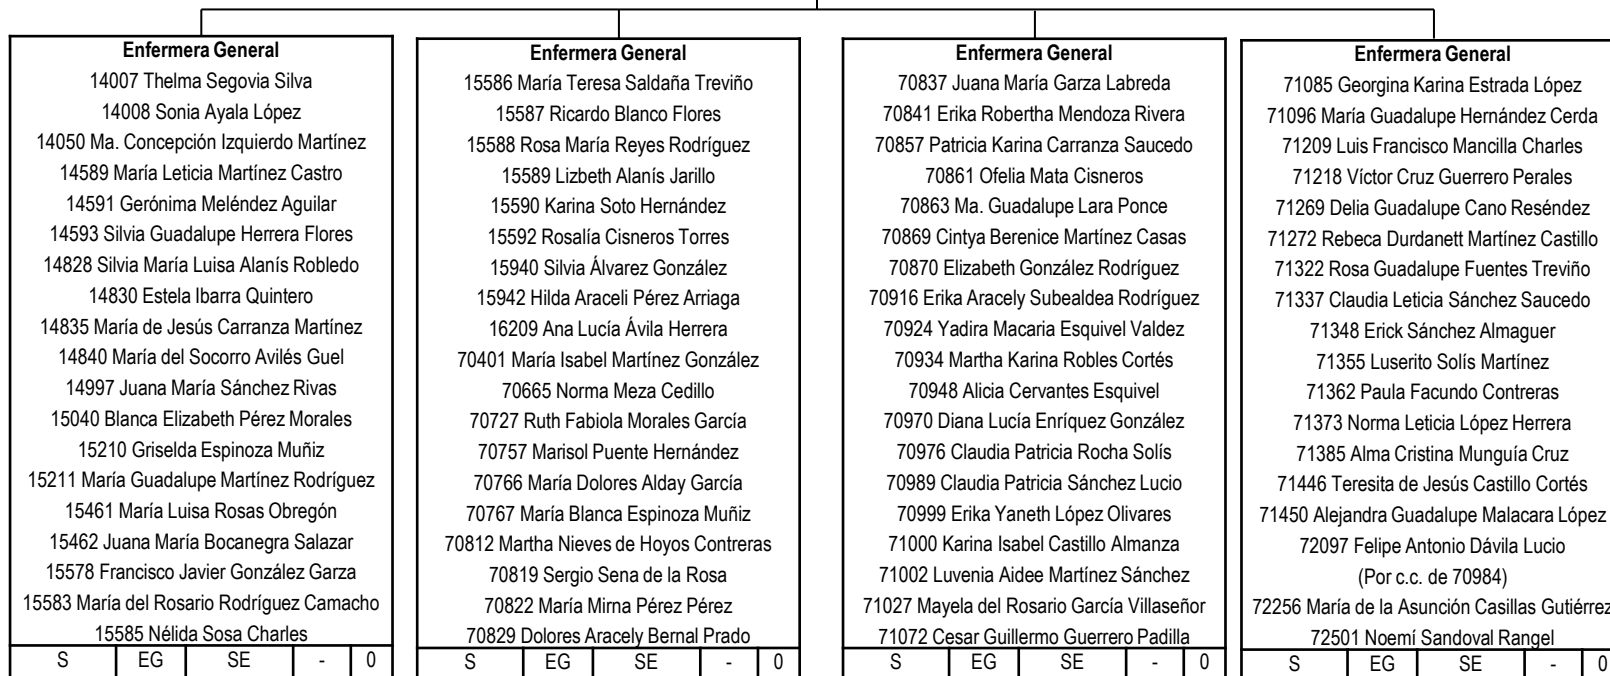 Enfermera General
14007 Thelma Segovia Silva
14008 Sonia Ayala López
14050 Ma. Concepción Izquierdo Martínez
14589 María Leticia Martínez Castro
14591 Gerónima Meléndez Aguilar
14593 Silvia Guadalupe Herrera Flores
14828 Silvia María Luisa Alanís Robledo
14830 Estela Ibarra Quintero
14835 María de Jesús Carranza Martínez
14840 María del Socorro Avilés Guel
14997 Juana María Sánchez Rivas
15040 Blanca Elizabeth Pérez Morales
15210 Griselda Espinoza Muñiz
15211 María Guadalupe Martínez Rodríguez
15461 María Luisa Rosas Obregón
15462 Juana María Bocanegra Salazar
15578 Francisco Javier González Garza
15583 María del Rosario Rodríguez Camacho
15585 Nélida Sosa Charles
S EG SE - 0
Enfermera General
15586 María Teresa Saldaña Treviño
15587 Ricardo Blanco Flores
15588 Rosa María Reyes Rodríguez
15589 Lizbeth Alanís Jarillo
15590 Karina Soto Hernández
15592 Rosalía Cisneros Torres
15940 Silvia Álvarez González
15942 Hilda Araceli Pérez Arriaga
16209 Ana Lucía Ávila Herrera
70401 María Isabel Martínez González
70665 Norma Meza Cedillo
70727 Ruth Fabiola Morales García
70757 Marisol Puente Hernández
70766 María Dolores Alday García
70767 María Blanca Espinoza Muñiz
70812 Martha Nieves de Hoyos Contreras
70819 Sergio Sena de la Rosa
70822 María Mirna Pérez Pérez
70829 Dolores Aracely Bernal Prado
S EG SE - 0
Enfermera General
70837 Juana María Garza Labreda
70841 Erika Robertha Mendoza Rivera
70857 Patricia Karina Carranza Saucedo
70861 Ofelia Mata Cisneros
70863 Ma. Guadalupe Lara Ponce
70869 Cintya Berenice Martínez Casas
70870 Elizabeth González Rodríguez
70916 Erika Aracely Subealdea Rodríguez
70924 Yadira Macaria Esquivel Valdez
70934 Martha Karina Robles Cortés
70948 Alicia Cervantes Esquivel
70970 Diana Lucía Enríquez González
70976 Claudia Patricia Rocha Solís
70989 Claudia Patricia Sánchez Lucio
70999 Erika Yaneth López Olivares
71000 Karina Isabel Castillo Almanza
71002 Luvenia Aidee Martínez Sánchez
71027 Mayela del Rosario García Villaseñor
71072 Cesar Guillermo Guerrero Padilla
S EG SE - 0
Enfermera General
71085 Georgina Karina Estrada López
71096 María Guadalupe Hernández Cerda
71209 Luis Francisco Mancilla Charles
71218 Víctor Cruz Guerrero Perales
71269 Delia Guadalupe Cano Reséndez
71272 Rebeca Durdanett Martínez Castillo
71322 Rosa Guadalupe Fuentes Treviño
71337 Claudia Leticia Sánchez Saucedo
71348 Erick Sánchez Almaguer
71355 Luserito Solís Martínez
71362 Paula Facundo Contreras
71373 Norma Leticia López Herrera
71385 Alma Cristina Munguía Cruz
71446 Teresita de Jesús Castillo Cortés
71450 Alejandra Guadalupe Malacara López
72097 Felipe Antonio Dávila Lucio
(Por c.c. de 70984)
72256 María de la Asunción Casillas Gutiérrez
72501 Noemí Sandoval Rangel
S EG SE - 0